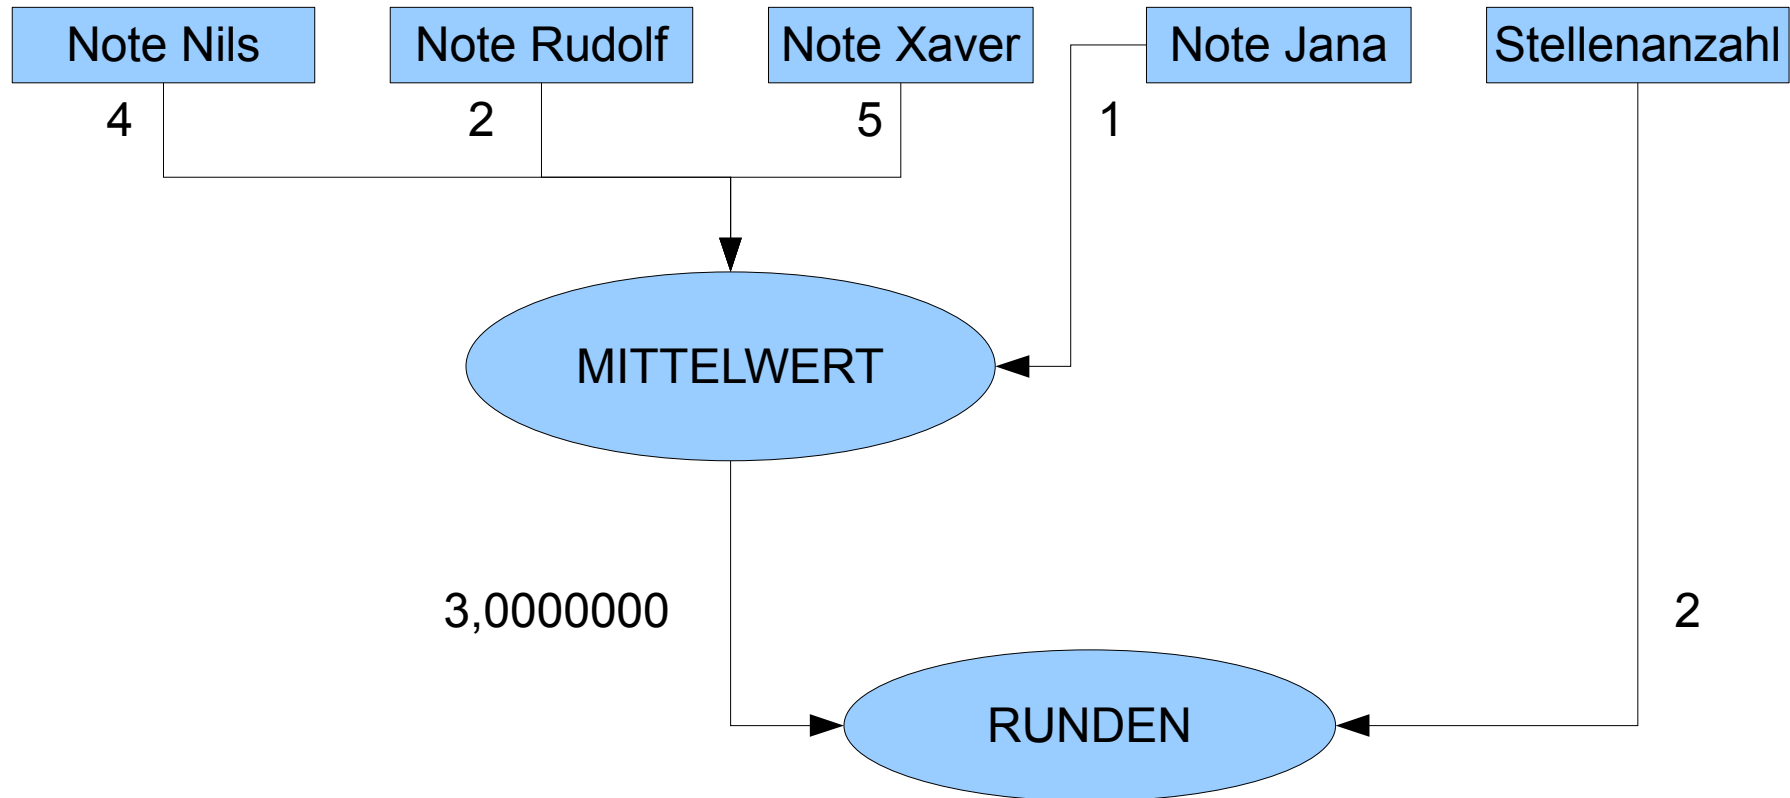 Note Nils
Note Rudolf
Note Xaver
Note Jana
Stellenanzahl
4
2
5
1
MITTELWERT
3,0000000
2
RUNDEN